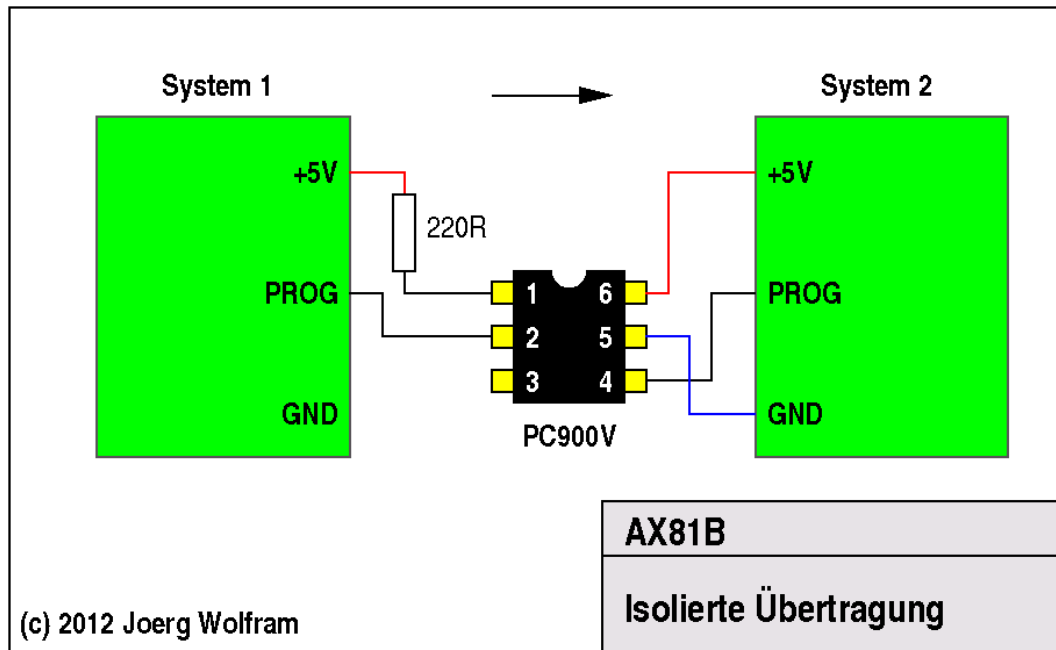 System 1
System 2
+5V
220R
PROG
GND
1
2
3
6
5
4
PC900V
+5V
PROG
GND
AX81B
Isolierte Übertragung
(c) 2012 Joerg Wolfram